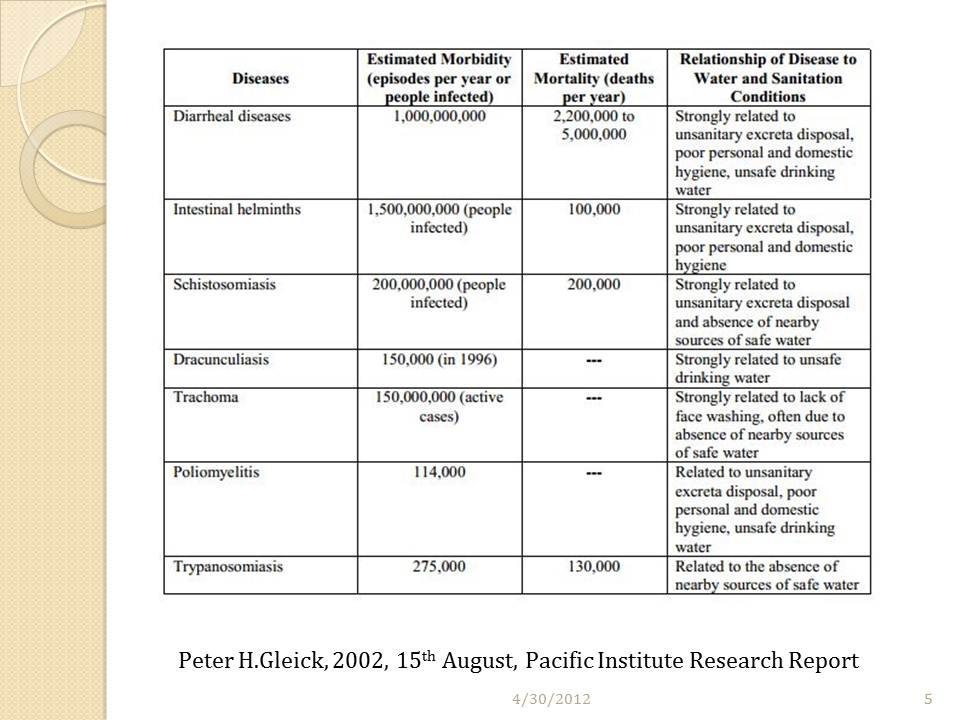 Diseases
Estimated Morbidity
(episodes per year or
people infected)
Estimated
Mortality (deaths
per year)
Relationship of Disease to
Water and Sanitation
Conditions
Diarrheal diseases
1,000,000,000
2,200,000 to
5,000,000
Strongly related to
unsanitary excreta disposal,
poor personal and domestic
hygiene, unsafe drinking
water
Intestinal helminths
1,500,000,000 (people
infected)
100,000
Strongly related to
unsanitary excreta disposal,
poor personal and domestic
hygiene
Schistosomiasis
200,000,000 (people
infected)
200,000
Strongly related to
unsanitary excreta disposal
and absence of nearby
sources of safe water
Dracunculiasis
150,000 (in 1996)
---
Strongly related to unsafe
drinking water
Trachoma
150,000,000 (active
cases)
---
Strongly related to lack of
face washing, often due to
absence of nearby sources
of safe water
Poliomyelitis
114,000
---
Related to unsanitary
excreta disposal, poor
personal and domestic
hygiene, unsafe drinking
water
Trypanosomiasis
275,000
130,000
Related to the absence of
nearby sources of safe water
Peter H.Gleick, 2002, 15th August, Pacific Institute Research Report
4/30/2012
5